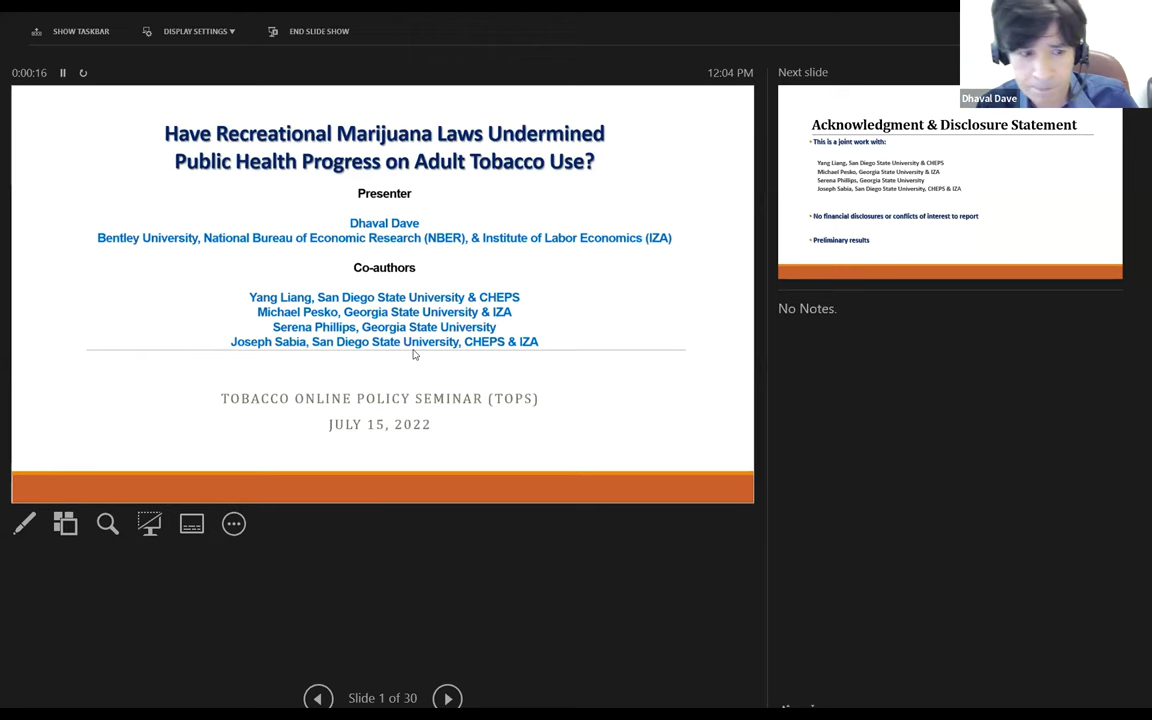 SHOW TASKBAR
DISPLAY SETTINGS ▾
END SLIDE SHOW
0:00:16
12:04 PM
Have Recreational Marijuana Laws Undermined
Public Health Progress on Adult Tobacco Use?
Presenter
Dhaval Dave
Bentley University, National Bureau of Economic Research (NBER), & Institute of Labor Economics (IZA)
Co-authors
Yang Liang, San Diego State University & CHEPS
Michael Pesko, Georgia State University & IZA
Serena Phillips, Georgia State University
Joseph Sabia, San Diego State University, CHEPS & IZA
TOBACCO ONLINE POLICY SEMINAR (TOPS)
JULY 15, 2022
Slide 1 of 30
Next slide
Dhaval Dave
Acknowledgment & Disclosure Statement
• This is a joint work with:
Yang Liang, San Diego State University & CHEPS
Michael Pesko, Georgia State University & IZA
Serena Phillips, Georgia State University
Joseph Sabia, San Diego State University, CHEPS & IZA
• No financial disclosures or conflicts of interest to report
• Preliminary results
No Notes.